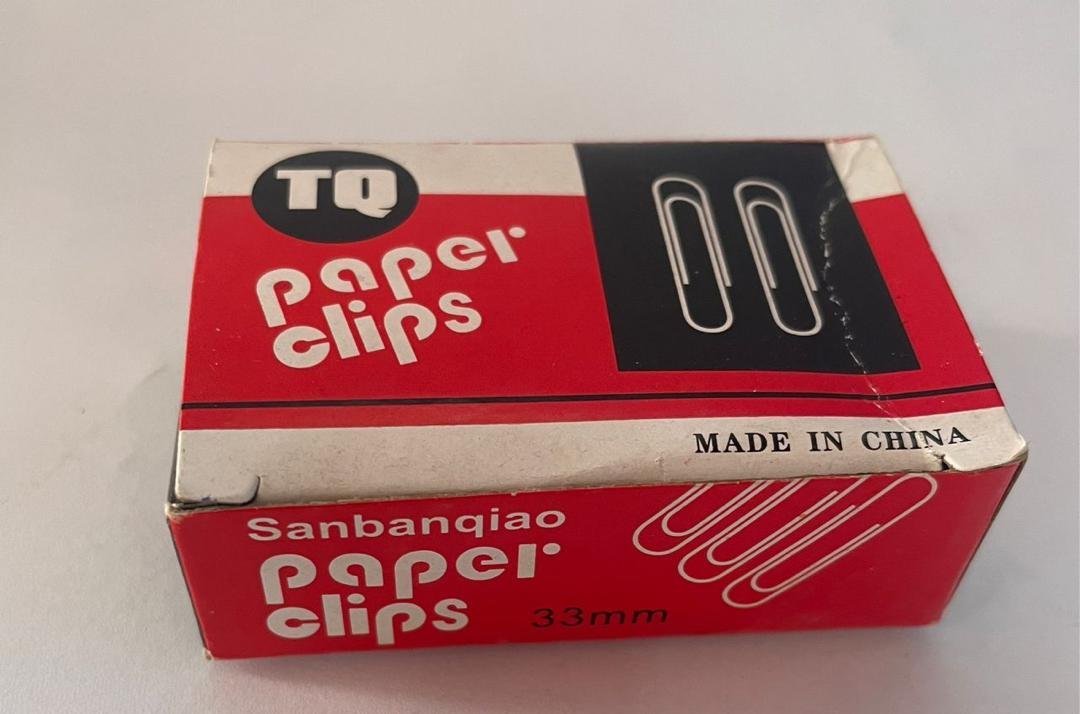 TQ
paper
clips
MADE IN CHINA
Sanbanqiao
paper
clips
33mm